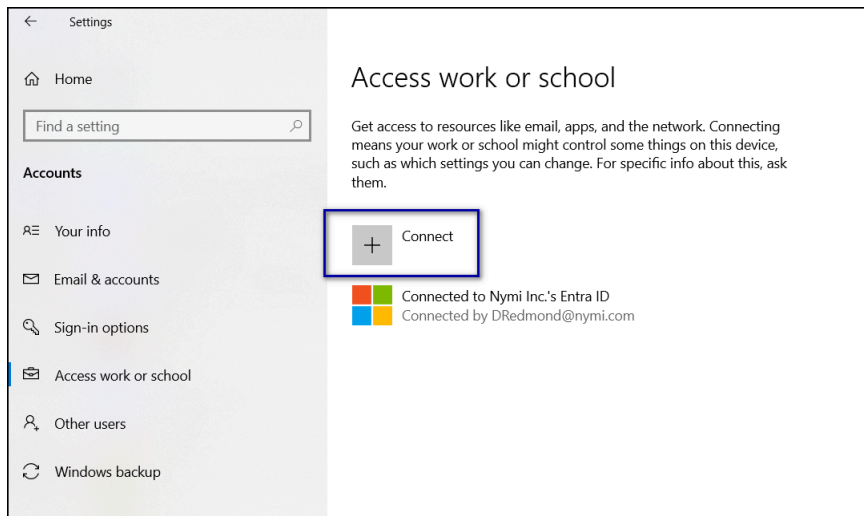 Settings
Home
Find a setting
Accounts
Your info
Email & accounts
Sign-in options
Access work or school
Other users
Windows backup
Access work or school
Get access to resources like email, apps, and the network. Connecting
means your work or school might control some things on this device,
such as which settings you can change. For specific info about this, ask
them.
Connect
Connected to Nymi Inc.'s Entra ID
Connected by DRedmond@nymi.com